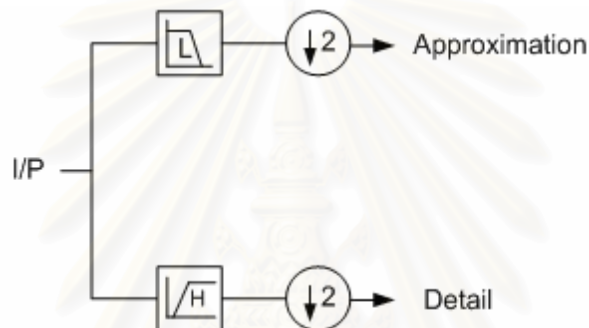 L
↓2
Approximation
I/P
H
↓2
Detail